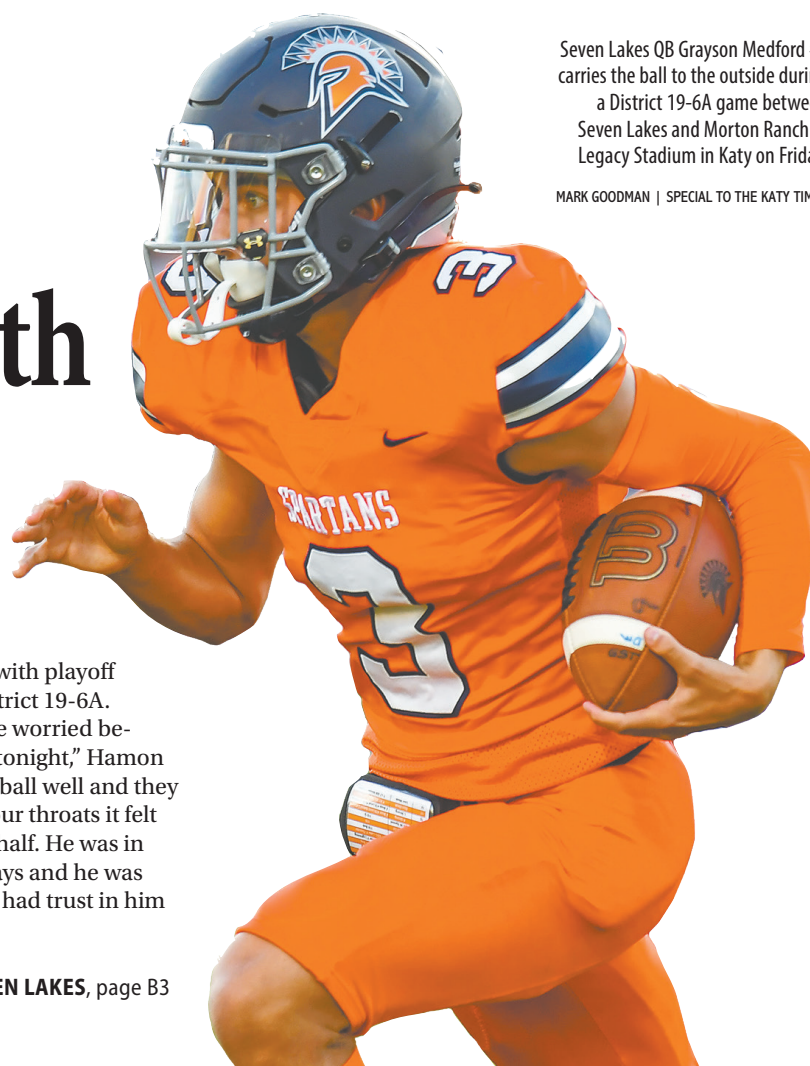 Seven Lakes QB Grayson Medford
carries the ball to the outside duri
a District 19-6A game betwe
Seven Lakes and Morton Ranch
Legacy Stadium in Katy on Frida
MARK GOODMAN | SPECIAL TO THE KATY TIM
th
3
SPARTANS
3
W
with playoff
trict 19-6A.
e worried be-
tonight,” Hamon
ball well and they
ur throats it felt
half. He was in
ys and he was
had trust in him
EN LAKES, page B3